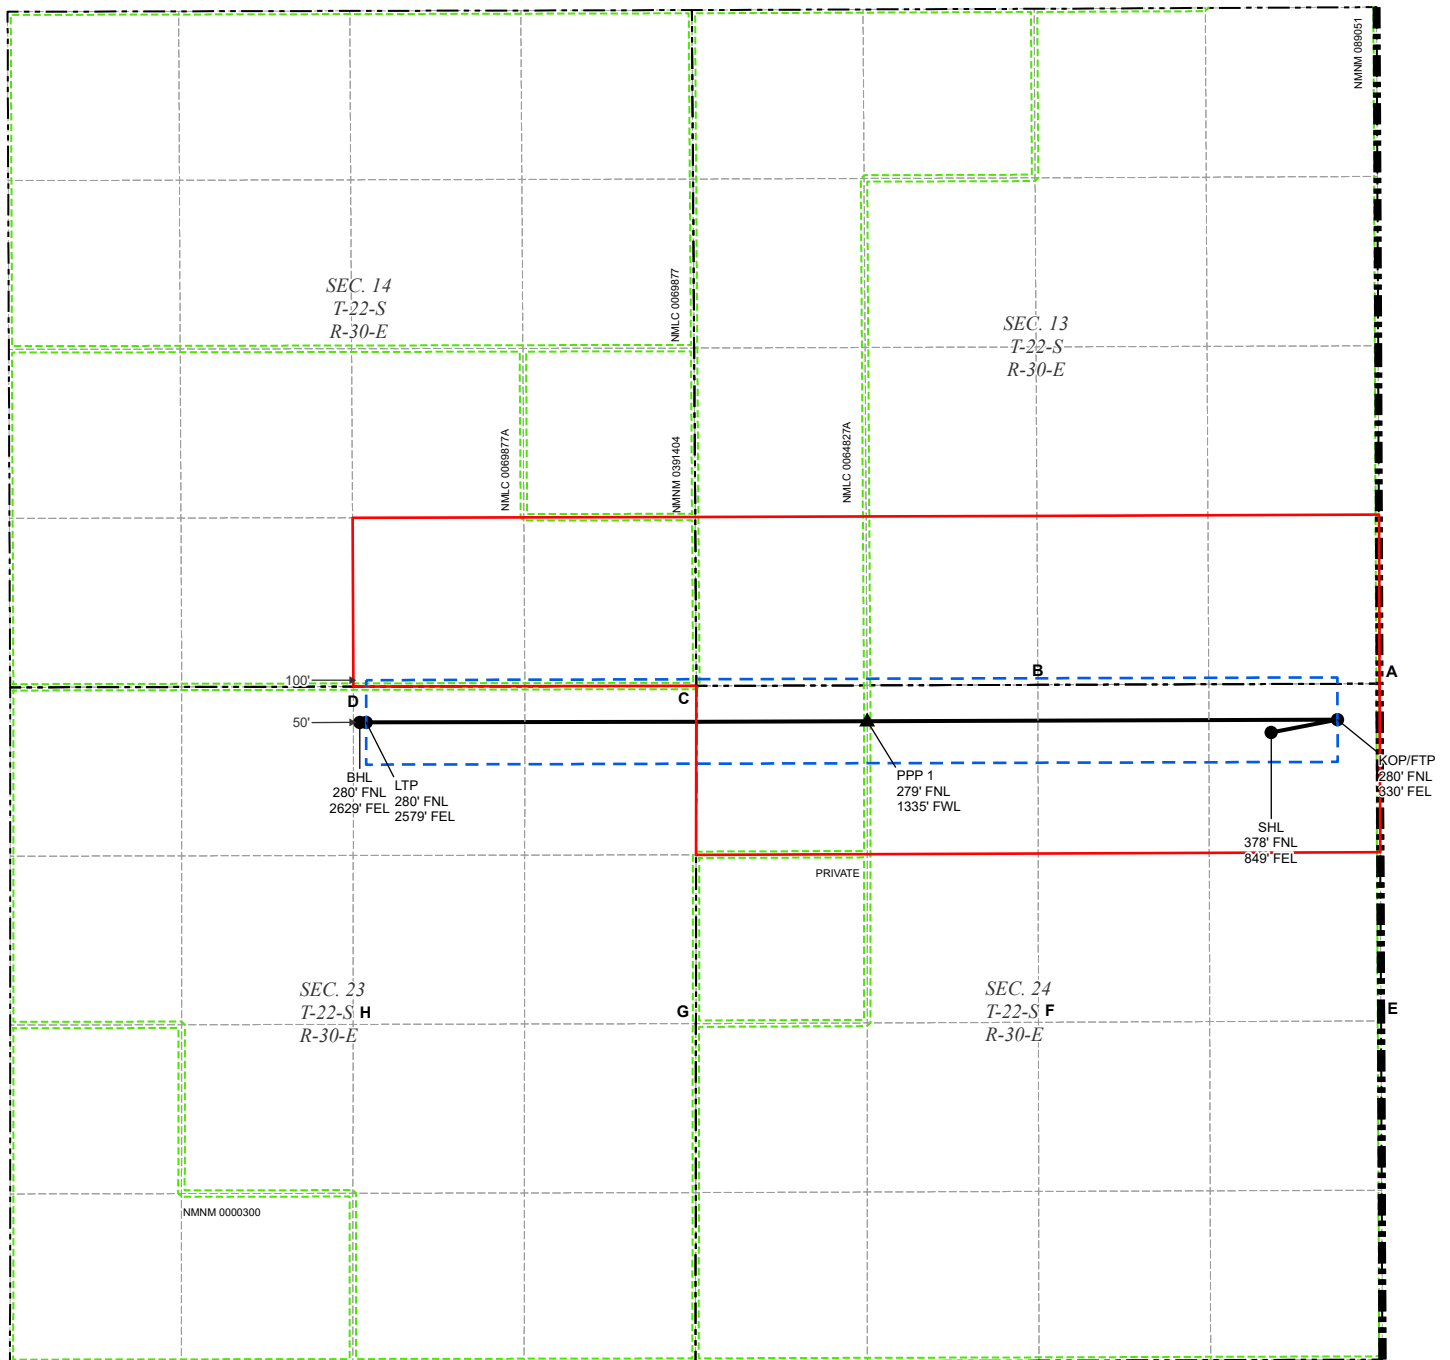 NMNM 089051
SEC. 14
T-22-S
R-30-E
NMLC 0069877
SEC. 13
T-22-S
R-30-E
NMLC 0069877A
NMNM 0391404
NMLC 0064827A
100'
D
C
B
A
50'
BHL
280' FNL
2629' FEL
LTP
280' FNL
2579' FEL
PPP 1
279' FNL
1335' FWL
KOP/FTP
280' FNL
330' FEL
SHL
378' FNL
849' FEL
PRIVATE
SEC. 23
T-22-S
R-30-E
H
G
SEC. 24
T-22-S
R-30-E
F
E
NMNM 0000300